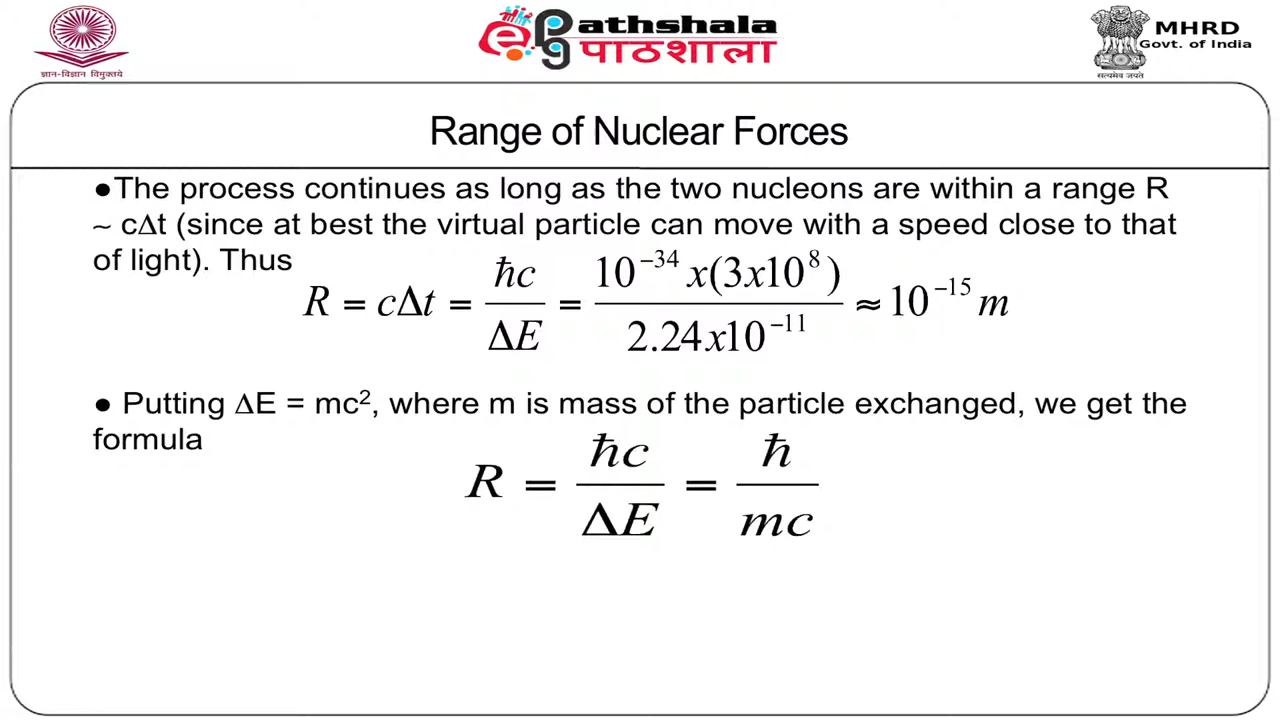 ePg Pathshala
पाठशाला
MHRD
Govt. of India
ज्ञान-विज्ञान विमुक्तये
सत्यमेव जयते
Range of Nuclear Forces
●The process continues as long as the two nucleons are within a range R
~ cΔt (since at best the virtual particle can move with a speed close to that
of light). Thus
R = cΔt = ħc/ΔE = 10⁻³⁴ x(3x10⁸)/2.24x10⁻¹¹ ≈ 10⁻¹⁵ m
● Putting ΔE = mc², where m is mass of the particle exchanged, we get the
formula
R = ħc/ΔE = ħ/mc